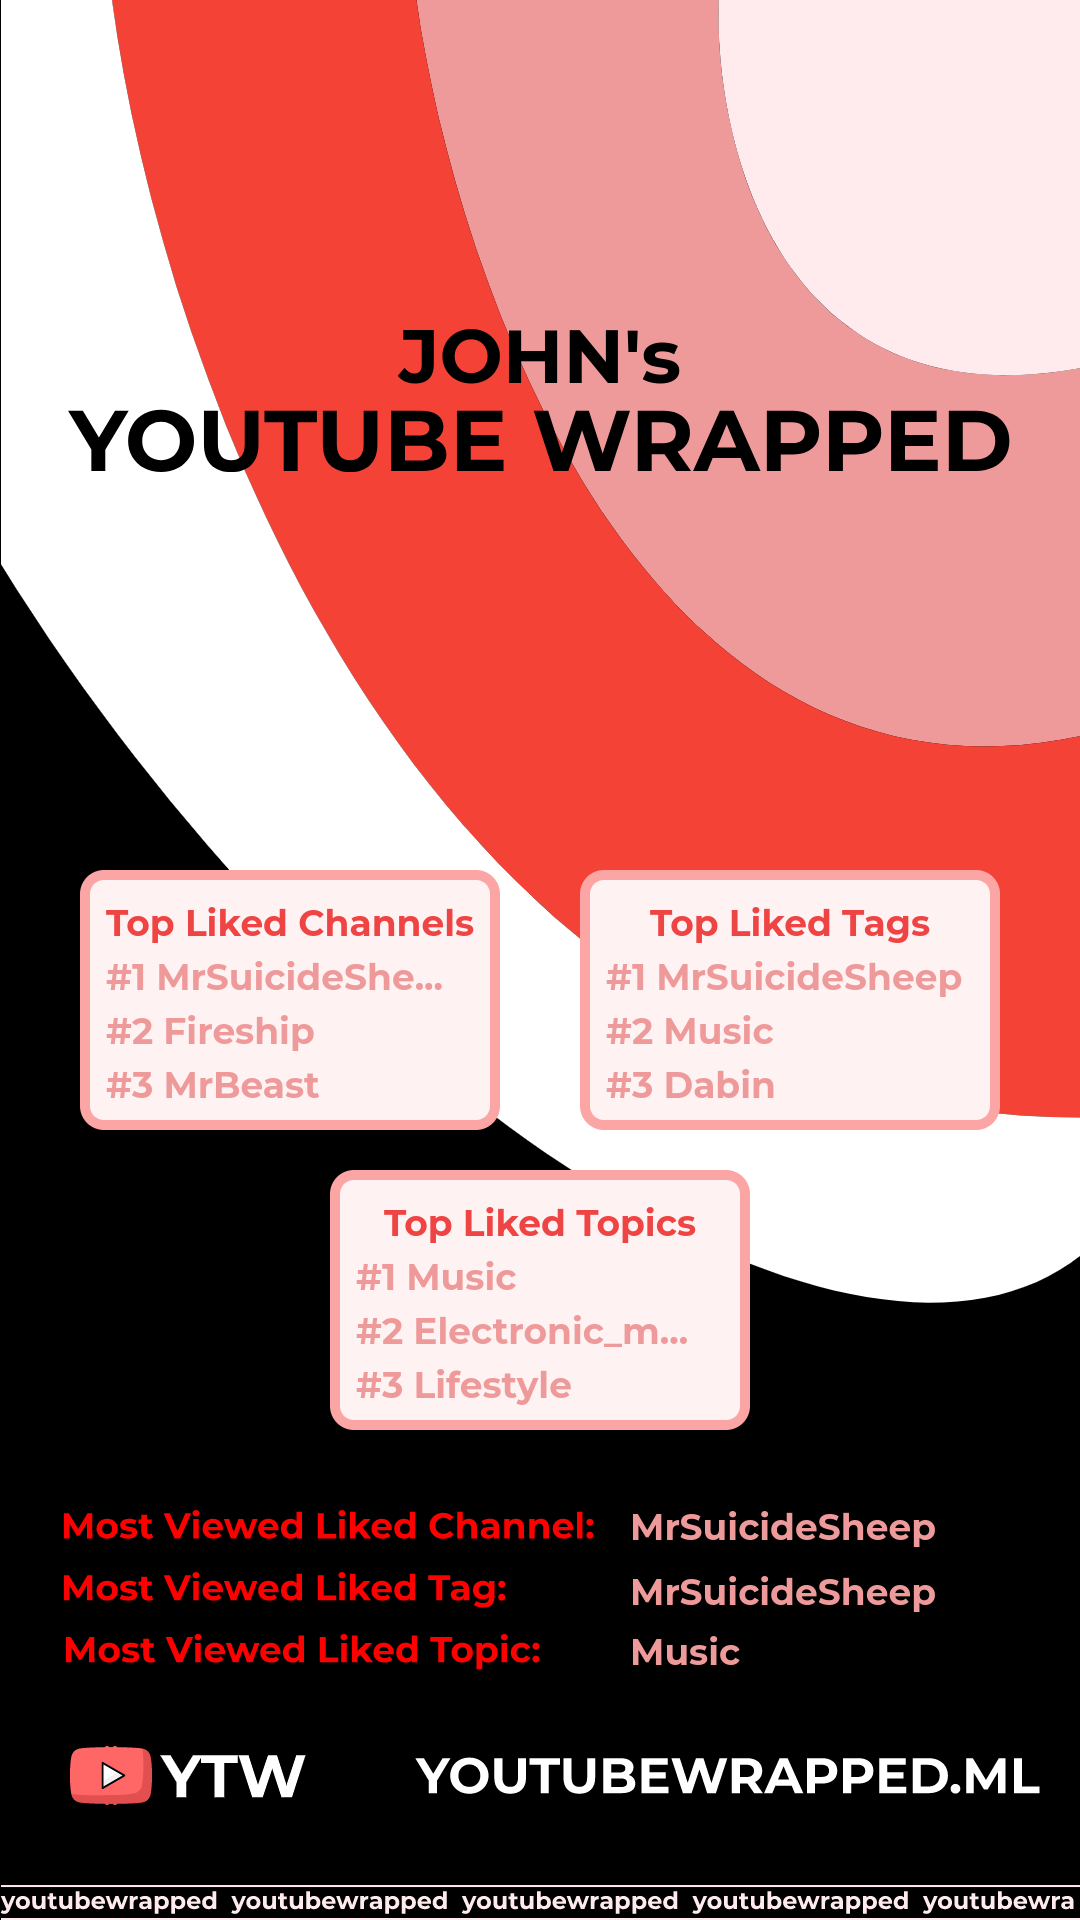 JOHN's
YOUTUBE WRAPPED
Top Liked Channels
#1 MrSuicideShe...
#2 Fireship
#3 MrBeast
Top Liked Tags
#1 MrSuicideSheep
#2 Music
#3 Dabin
Top Liked Topics
#1 Music
#2 Electronic_m...
#3 Lifestyle
Most Viewed Liked Channel: MrSuicideSheep
Most Viewed Liked Tag: MrSuicideSheep
Most Viewed Liked Topic: Music
YTW YOUTUBEWRAPPED.ML
youtubewrapped youtubewrapped youtubewrapped youtubewrapped youtubewra